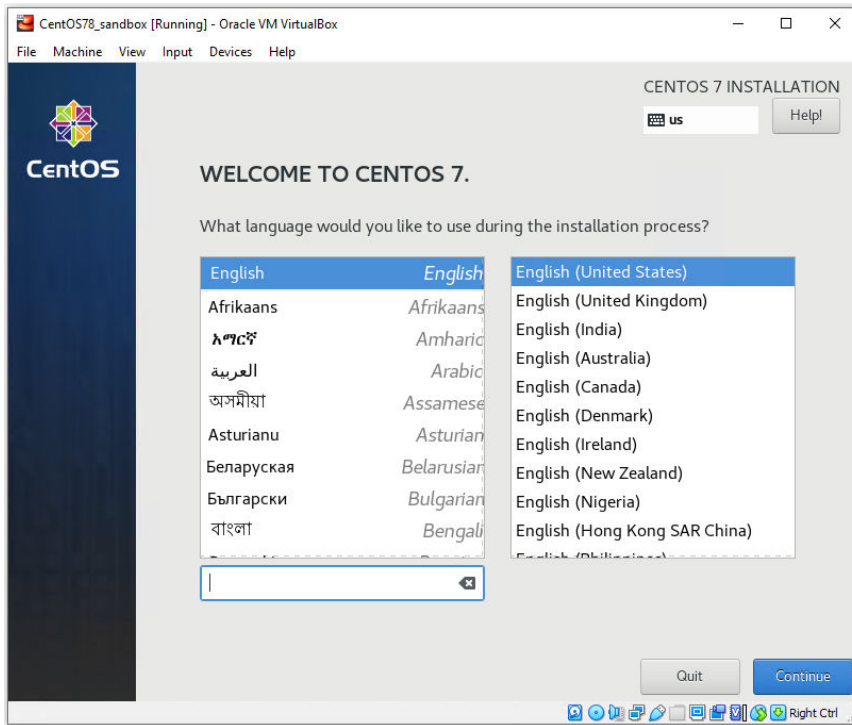 CentOS78_sandbox [Running] - Oracle VM VirtualBox
File Machine View Input Devices Help
CENTOS 7 INSTALLATION
us
Help!
CentOS
WELCOME TO CENTOS 7.
What language would you like to use during the installation process?
English English
Afrikaans Afrikaans
አማርኛ Amharic
العربية Arabic
অসমীয়া Assamese
Asturianu Asturian
Беларуская Belarusian
Български Bulgarian
বাংলা Bengali
English (United States)
English (United Kingdom)
English (India)
English (Australia)
English (Canada)
English (Denmark)
English (Ireland)
English (New Zealand)
English (Nigeria)
English (Hong Kong SAR China)
English (Philippines)
Quit
Continue
Right Ctrl